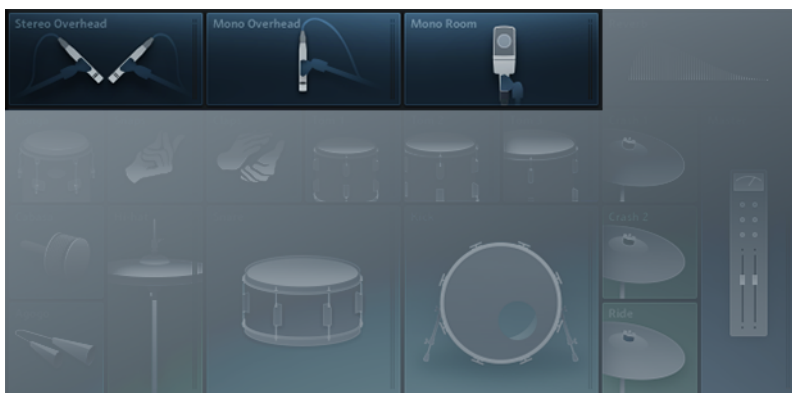 Stereo Overhead
Mono Overhead
Mono Room
Crash 2
Ride